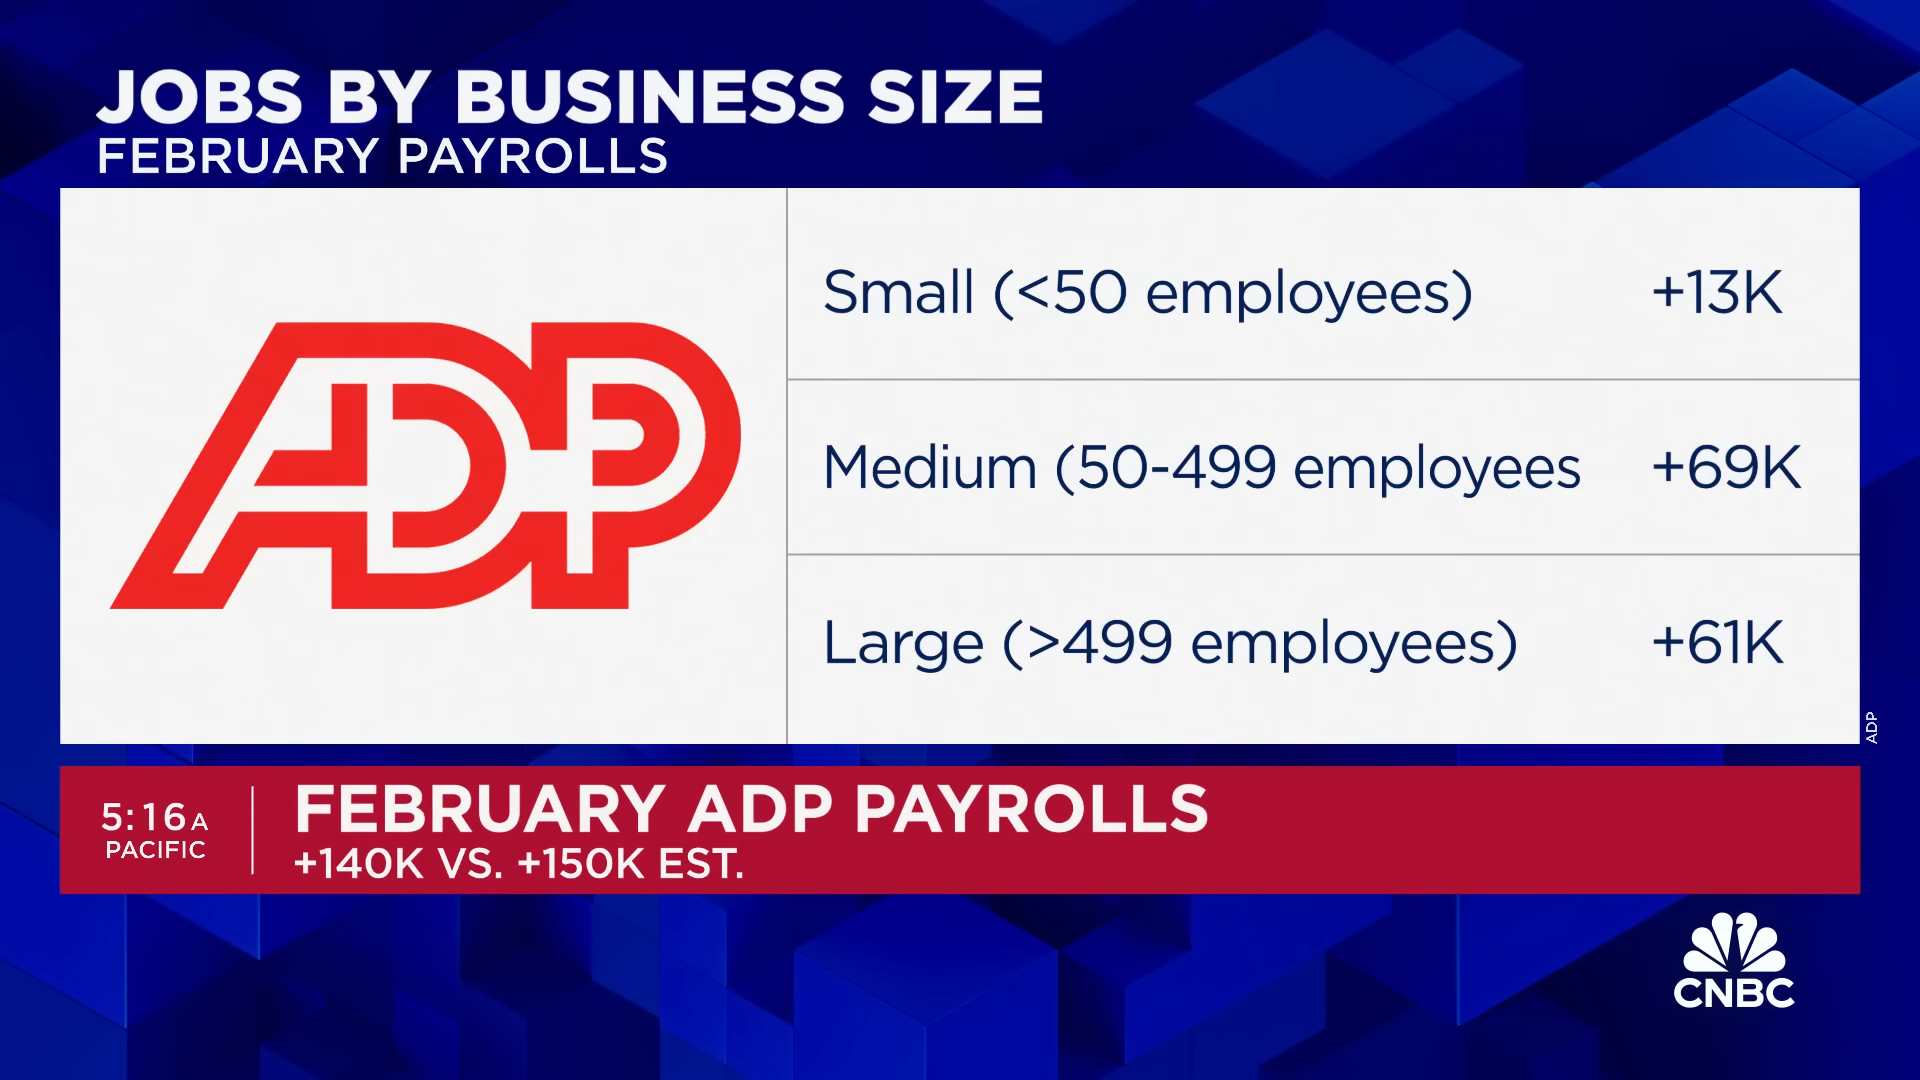 JOBS BY BUSINESS SIZE
FEBRUARY PAYROLLS
ADP
Small (<50 employees) +13K
Medium (50-499 employees +69K
Large (>499 employees) +61K
ADP
5:16A
PACIFIC
FEBRUARY ADP PAYROLLS
+140K VS. +150K EST.
CNBC